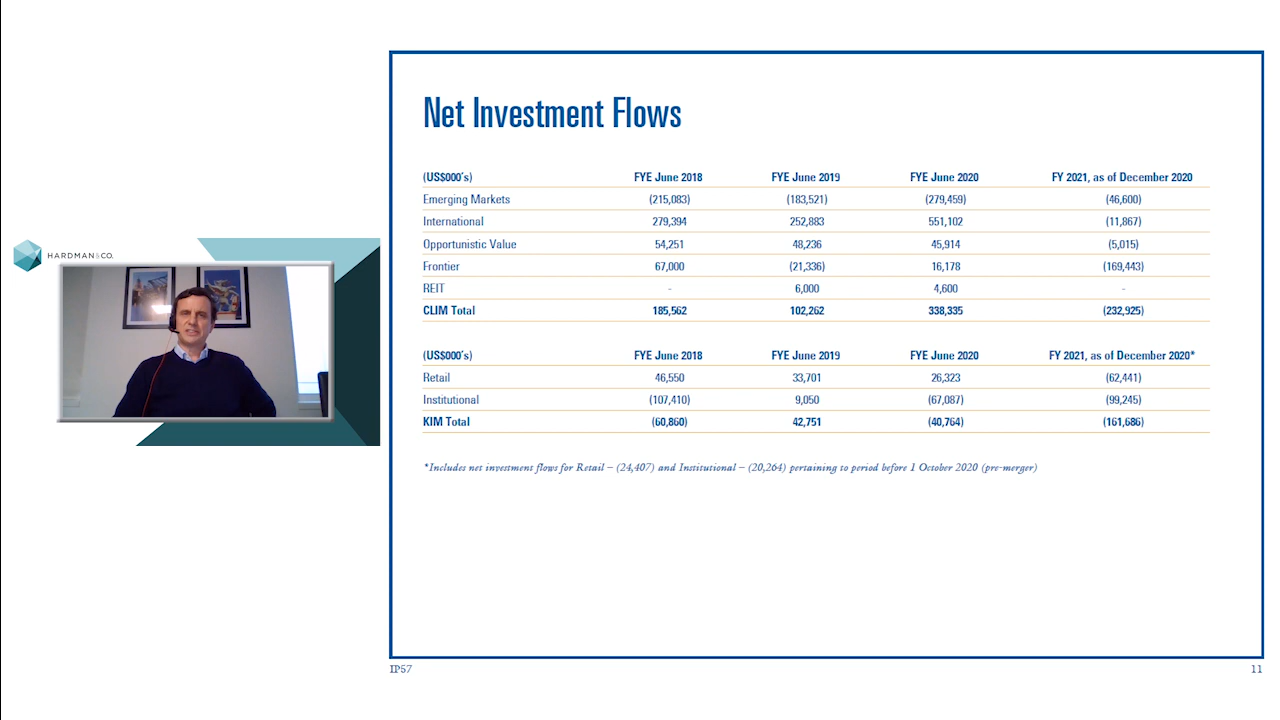 HARDMAN&CO.
Net Investment Flows
(US$000's) FYE June 2018 FYE June 2019 FYE June 2020 FY 2021, as of December 2020
Emerging Markets (215,083) (183,521) (279,459) (46,600)
International 279,394 252,883 551,102 (11,867)
Opportunistic Value 54,251 48,236 45,914 (5,015)
Frontier 67,000 (21,336) 16,178 (169,443)
REIT - 6,000 4,600 -
CLIM Total 185,562 102,262 338,335 (232,925)
(US$000's) FYE June 2018 FYE June 2019 FYE June 2020 FY 2021, as of December 2020*
Retail 46,550 33,701 26,323 (62,441)
Institutional (107,410) 9,050 (67,087) (99,245)
KIM Total (60,860) 42,751 (40,764) (161,686)
*Includes net investment flows for Retail – (24,407) and Institutional – (20,264) pertaining to period before 1 October 2020 (pre-merger)
IP57 11